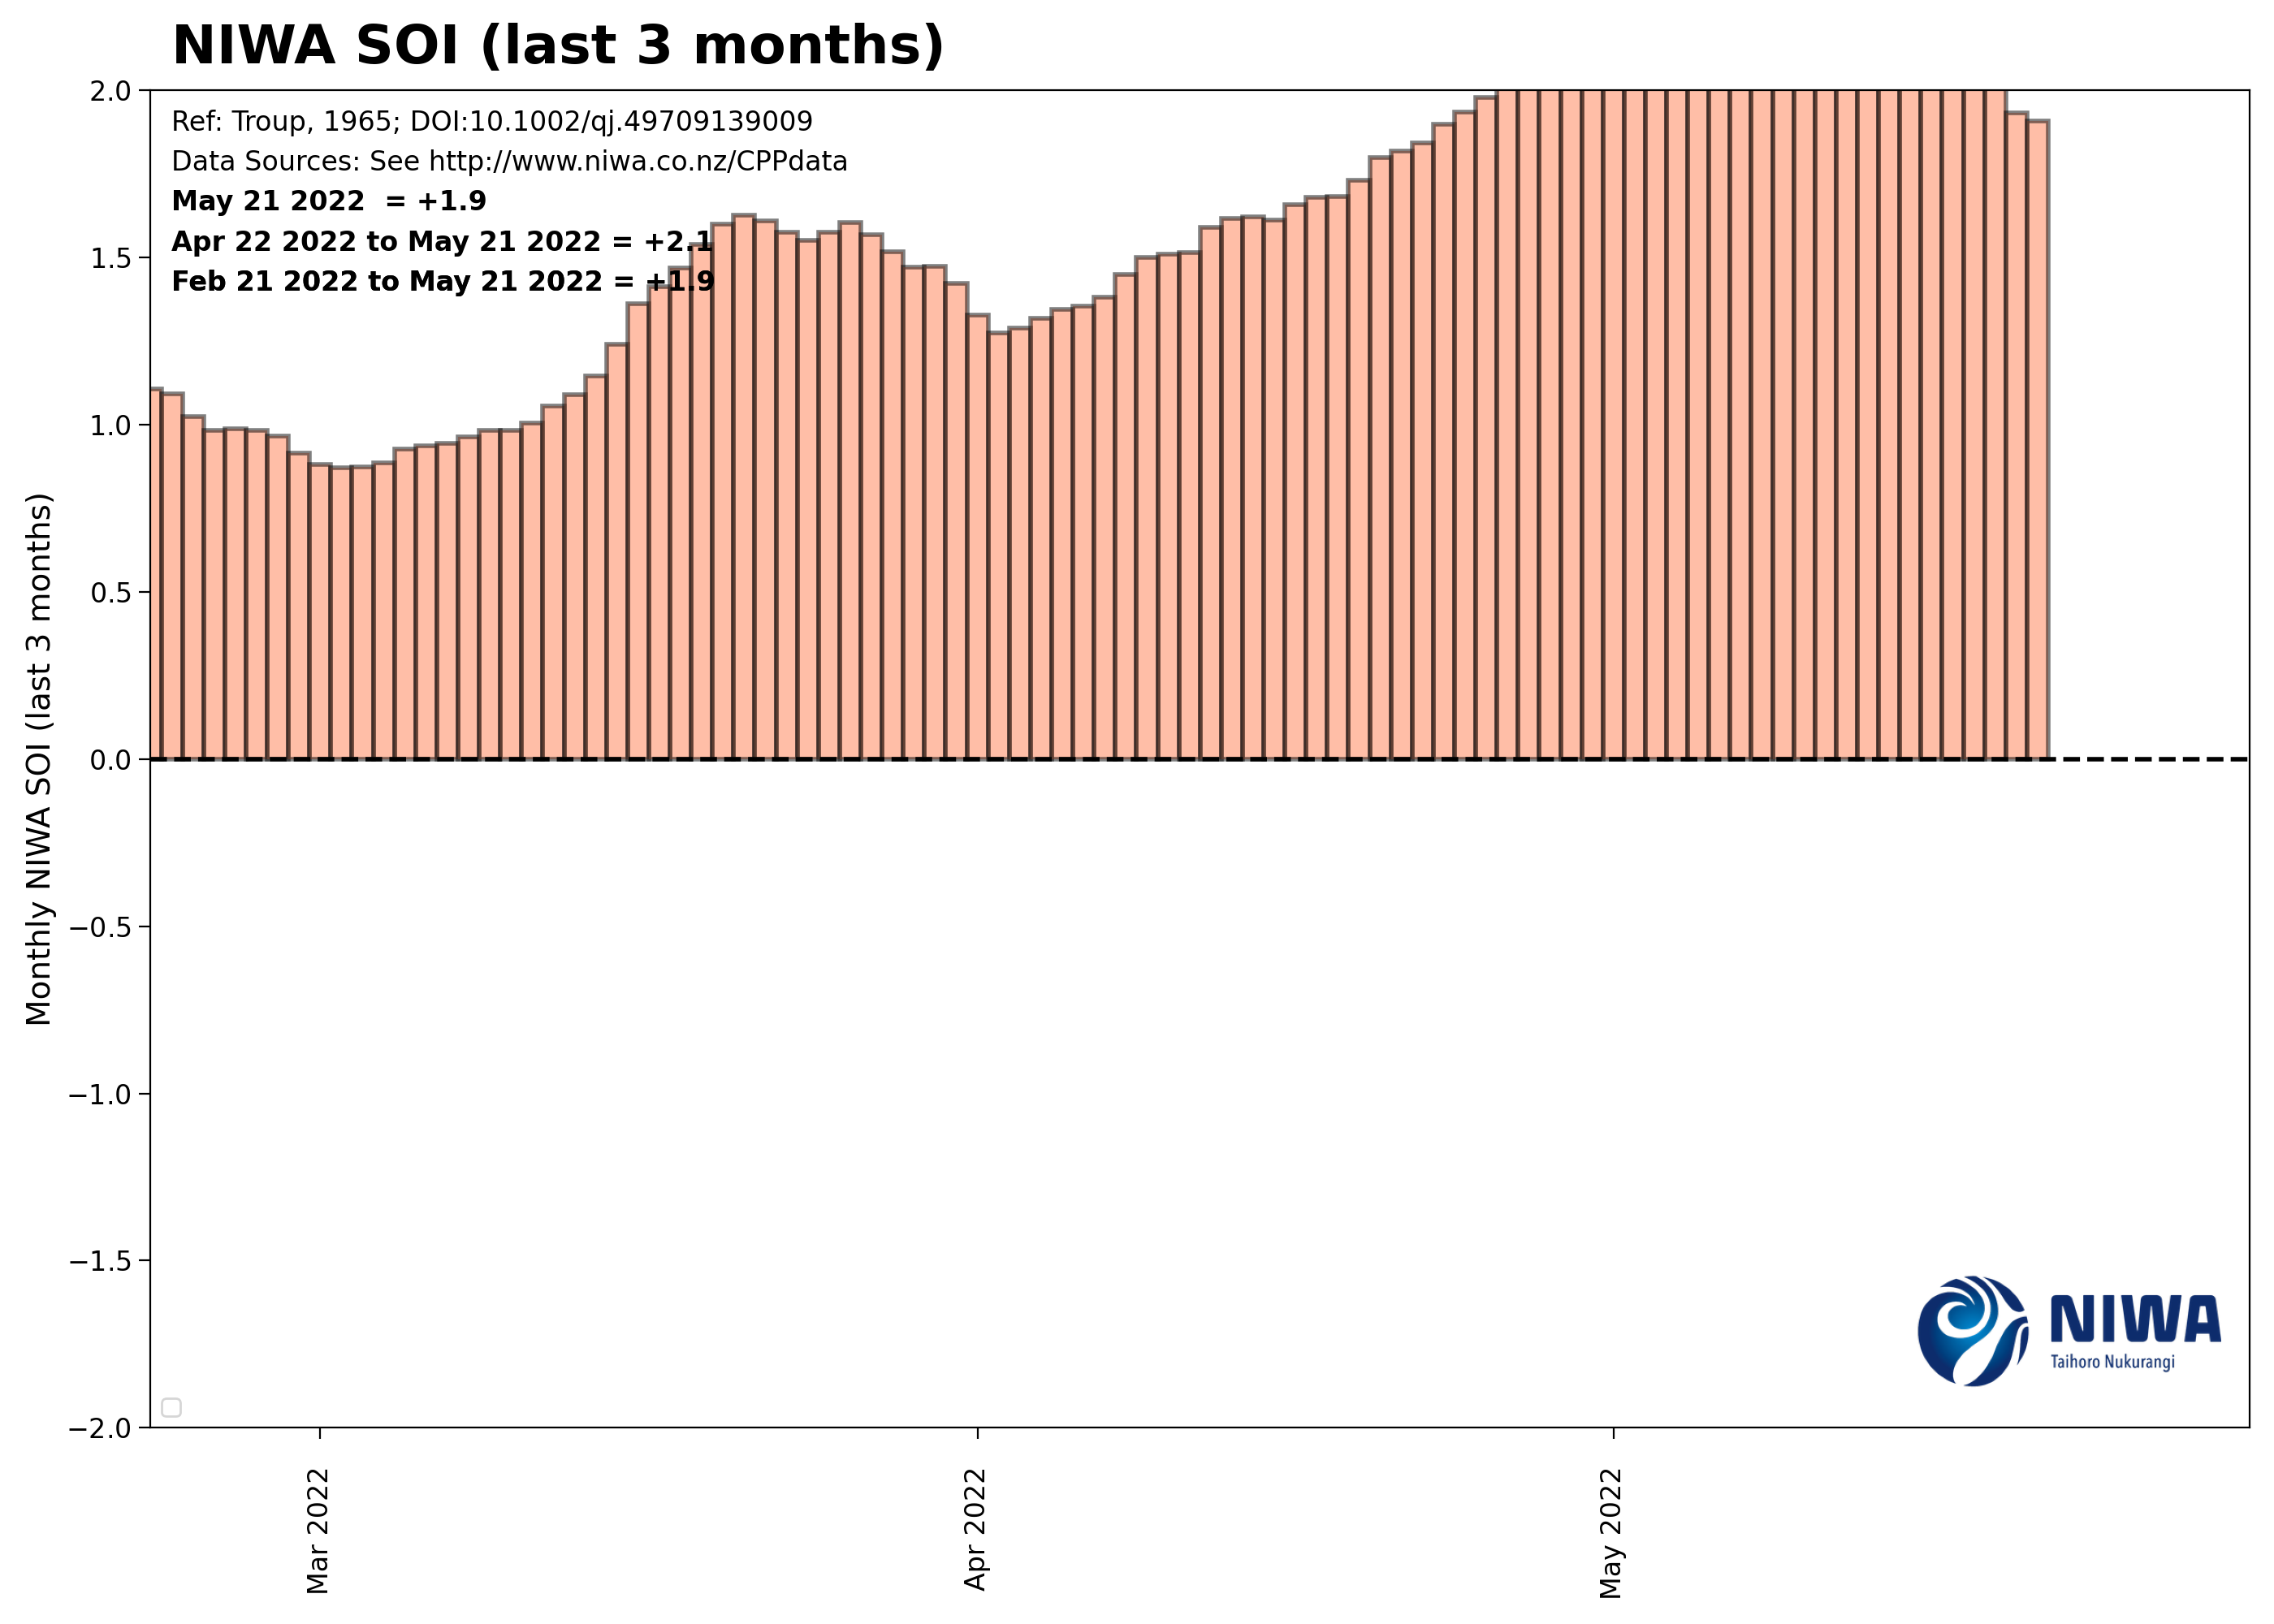 NIWA SOI (last 3 months)
Ref: Troup, 1965; DOI:10.1002/qj.49709139009
Data Sources: See http://www.niwa.co.nz/CPPdata
May 21 2022  = +1.9
Apr 22 2022 to May 21 2022 = +2.1
Feb 21 2022 to May 21 2022 = +1.9
Monthly NIWA SOI (last 3 months)
2.0
1.5
1.0
0.5
0.0
−0.5
−1.0
−1.5
−2.0
Mar 2022
Apr 2022
May 2022
NIWA
Taihoro Nukurangi